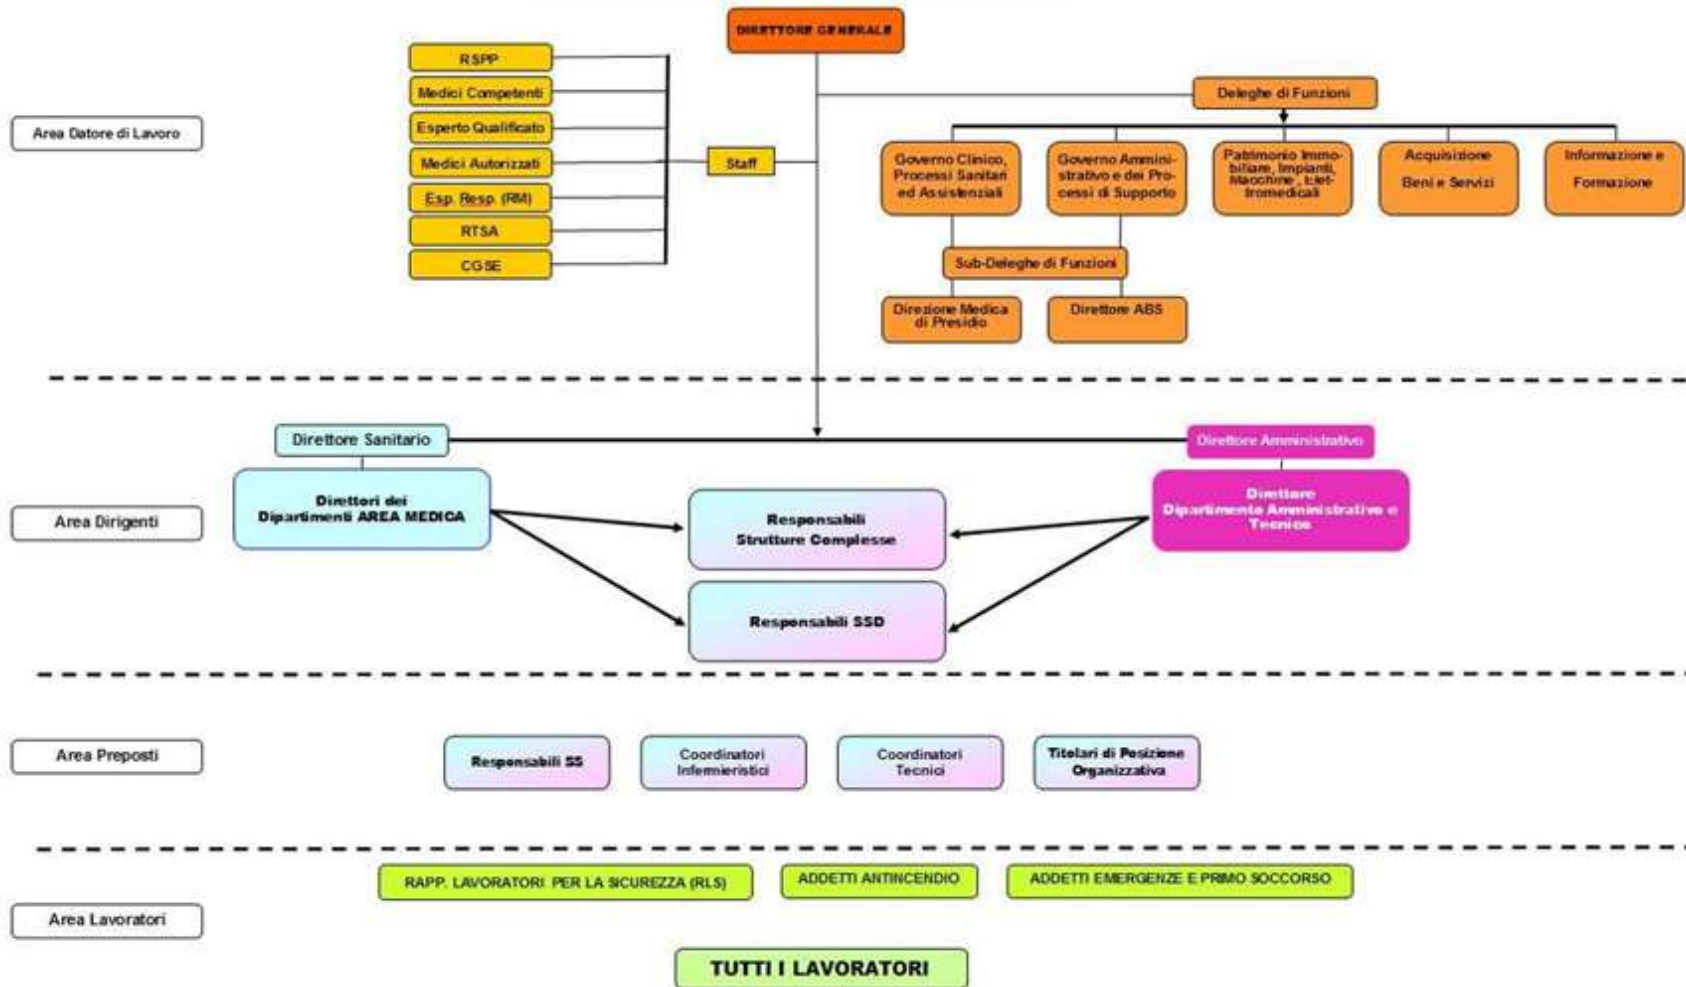 DIRETTORE GENERALE
RSPP
Medici Competenti
Esperto Qualificato
Medici Autorizzati
Esp. Resp. (RM)
RTSA
CGSE
Staff
Area Datore di Lavoro
Deleghe di Funzioni
Governo Clinico,
Processi Sanitari
ed Assistenziali
Governo Ammini-
strativo e dei Pro-
cessi di Supporto
Patrimonio Immo-
biliare, Impianti,
Macchine, Elet-
tromedicali
Acquisizione
Beni e Servizi
Informazione e
Formazione
Sub-Deleghe di Funzioni
Direzione Medica
di Presidio
Direttore ABS
Direttore Sanitario
Direttore Amministrativo
Area Dirigenti
Direttori dei
Dipartimenti AREA MEDICA
Responsabili
Strutture Complesse
Direttore
Dipartimento Amministrativo e
Tecnico
Responsabili SSD
Area Preposti
Responsabili SS
Coordinatori
Infermieristici
Coordinatori
Tecnici
Titolari di Posizione
Organizzativa
RAPP. LAVORATORI PER LA SICUREZZA (RLS)
ADDETTI ANTINCENDIO
ADDETTI EMERGENZE E PRIMO SOCCORSO
Area Lavoratori
TUTTI I LAVORATORI